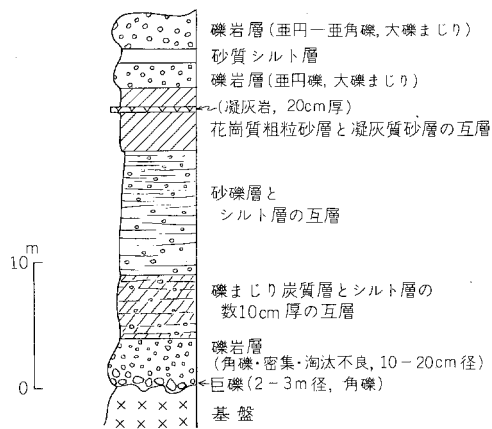 礫岩層(亜円−亜角礫,大礫まじり)
砂質シルト層
礫岩層(亜円礫,大礫まじり)
(凝灰岩, 20cm厚)
花崗質粗粒砂層と凝灰質砂層の互層
砂礫層と
シルト層の互層
m
10
礫まじり炭質層とシルト層の
数10cm厚の互層
礫岩層
(角礫·密集·淘汰不良, 10−20cm径)
巨礫(2−3m径, 角礫)
0
基盤